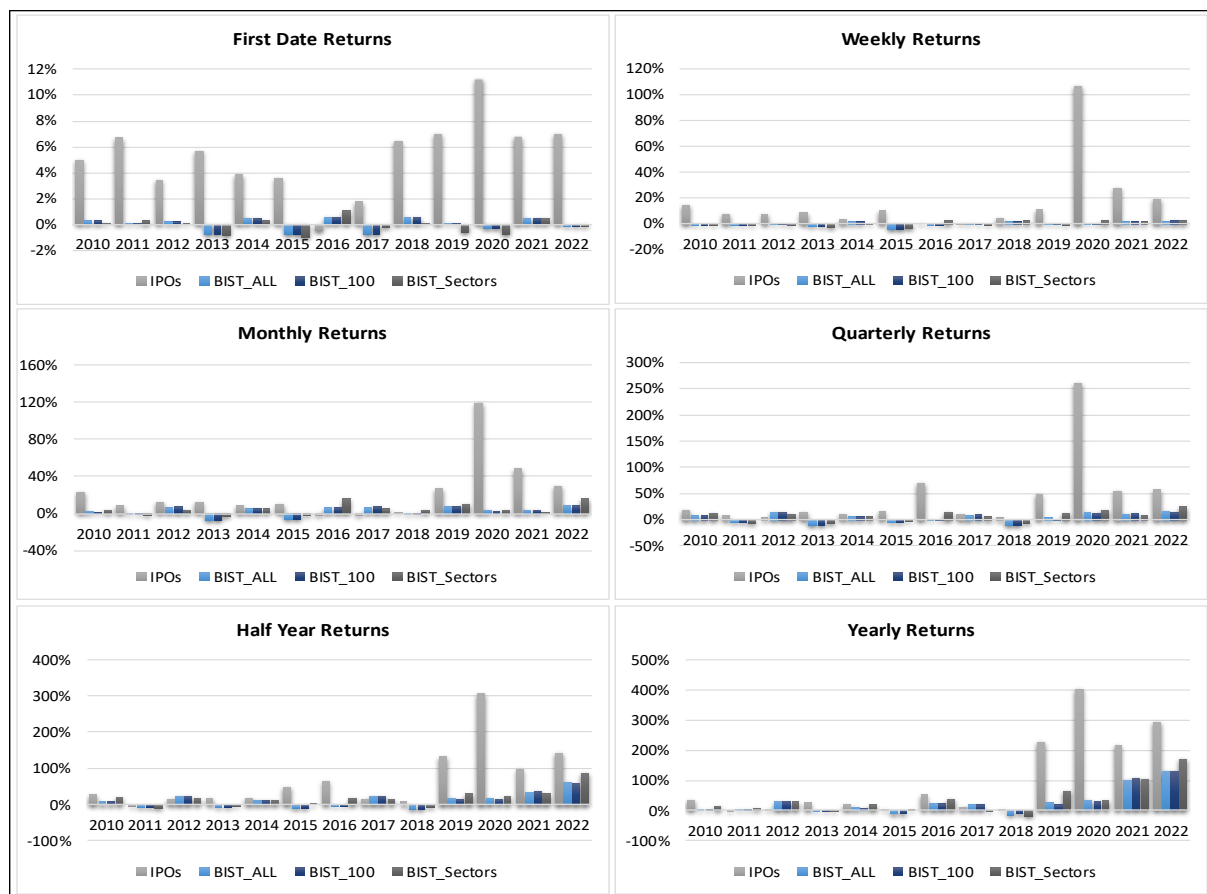 First Date Returns
12%
10%
8%
6%
4%
2%
0%
-2%
2010 2011 2012 2013 2014 2015 2016 2017 2018 2019 2020 2021 2022
IPOs BIST_ALL BIST_100 BIST_Sectors
Weekly Returns
120%
100%
80%
60%
40%
20%
0%
-20%
2010 2011 2012 2013 2014 2015 2016 2017 2018 2019 2020 2021 2022
IPOs BIST_ALL BIST_100 BIST_Sectors
Monthly Returns
160%
120%
80%
40%
0%
-40%
2010 2011 2012 2013 2014 2015 2016 2017 2018 2019 2020 2021 2022
IPOs BIST_ALL BIST_100 BIST_Sectors
Quarterly Returns
300%
250%
200%
150%
100%
50%
0%
-50%
2010 2011 2012 2013 2014 2015 2016 2017 2018 2019 2020 2021 2022
IPOs BIST_ALL BIST_100 BIST_Sectors
Half Year Returns
400%
300%
200%
100%
0%
-100%
2010 2011 2012 2013 2014 2015 2016 2017 2018 2019 2020 2021 2022
IPOs BIST_ALL BIST_100 BIST_Sectors
Yearly Returns
500%
400%
300%
200%
100%
0%
-100%
2010 2011 2012 2013 2014 2015 2016 2017 2018 2019 2020 2021 2022
IPOs BIST_ALL BIST_100 BIST_Sectors